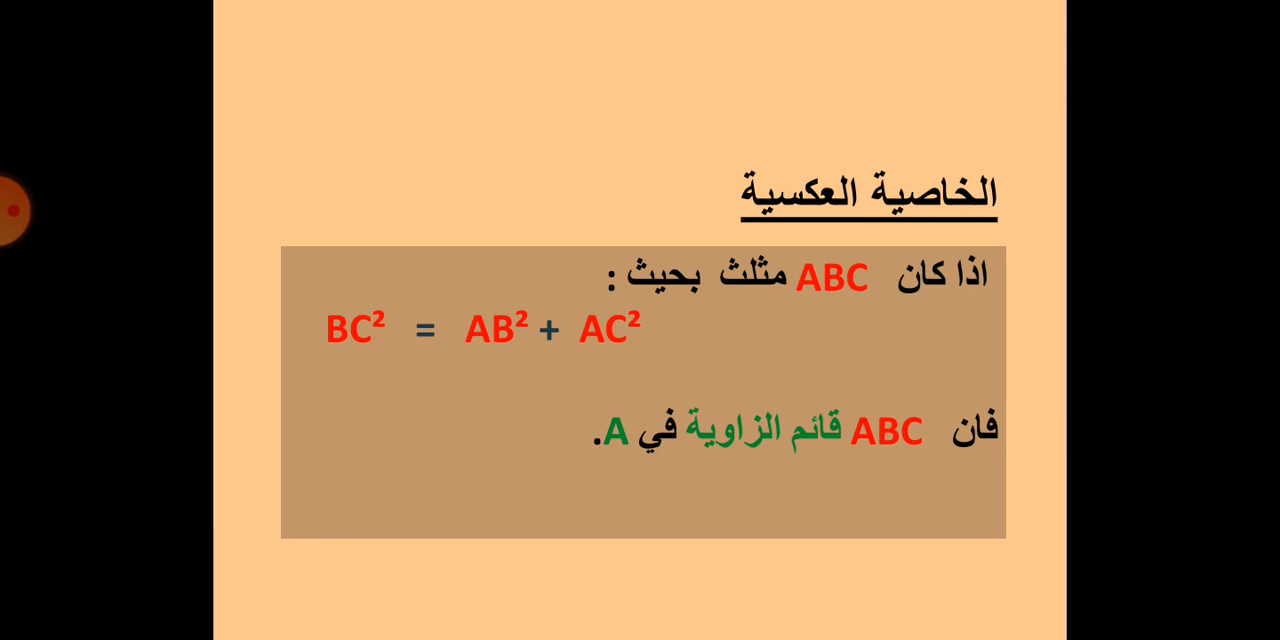 الخاصية العكسية
اذا كان ABC مثلث بحيث :
BC² = AB² + AC²
فان ABC قائم الزاوية في A.